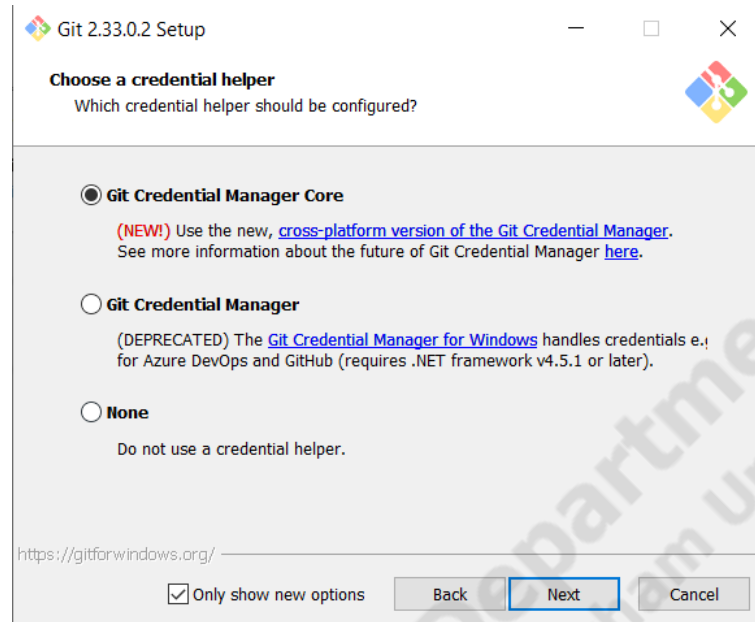 Git 2.33.0.2 Setup
Choose a credential helper
Which credential helper should be configured?
Git Credential Manager Core
(NEW!) Use the new, cross-platform version of the Git Credential Manager.
See more information about the future of Git Credential Manager here.
Git Credential Manager
(DEPRECATED) The Git Credential Manager for Windows handles credentials e.g
for Azure DevOps and GitHub (requires .NET framework v4.5.1 or later).
None
Do not use a credential helper.
https://gitforwindows.org/
Only show new options
Back
Next
Cancel